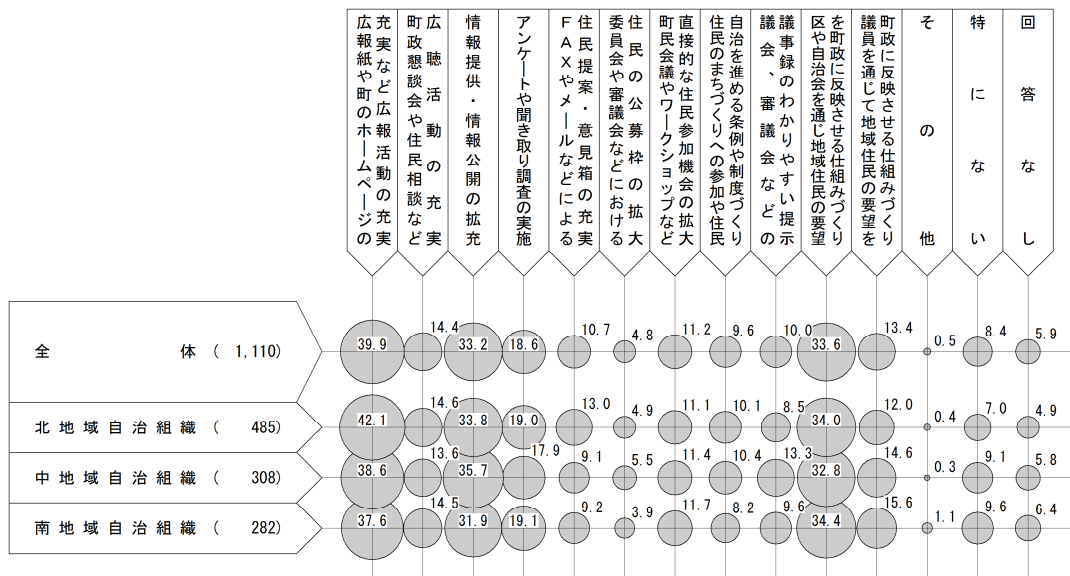 広報紙や町のホームページの
充実など広報活動の充実
町政懇談会や住民相談など
広聴活動の充実
情報提供・情報公開の拡充
アンケートや聞き取り調査の実施
FAXやメールなどによる
住民提案・意見箱の充実
委員会や審議会などにおける
住民の公募枠の拡大
町民会議やワークショップなど
直接的な住民参加機会の拡大
住民のまちづくりへの参加や住民
自治を進める条例や制度づくり
議会、審議会などの
議事録のわかりやすい提示
区や自治会を通じ地域住民の要望
を町政に反映させる仕組みづくり
議員を通じて地域住民の要望を
町政に反映させる仕組みづくり
その他
特にない
回答なし
全体( 1,110) 39.9 14.4 33.2 18.6 10.7 4.8 11.2 9.6 10.0 33.6 13.4 0.5 8.4 5.9
北地域自治組織( 485) 42.1 14.6 33.8 19.0 13.0 4.9 11.1 10.1 8.5 34.0 12.0 0.4 7.0 4.9
中地域自治組織( 308) 38.6 13.6 35.7 17.9 9.1 5.5 11.4 10.4 13.3 32.8 14.6 0.3 9.1 5.8
南地域自治組織( 282) 37.6 14.5 31.9 19.1 9.2 3.9 11.7 8.2 9.6 34.4 15.6 1.1 9.6 6.4